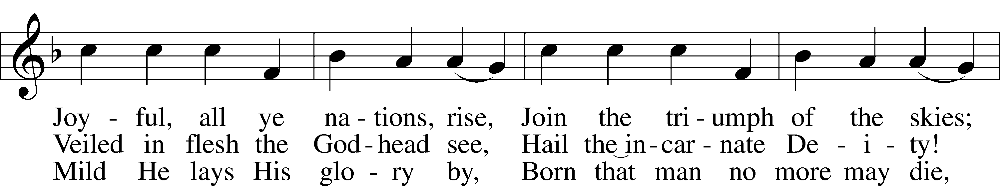 Joy - ful, all ye na - tions, rise, Join the tri - umph of the skies;
Veiled in flesh the God - head see, Hail the in - car - nate De - i - ty!
Mild He lays His glo - ry by, Born that man no more may die,